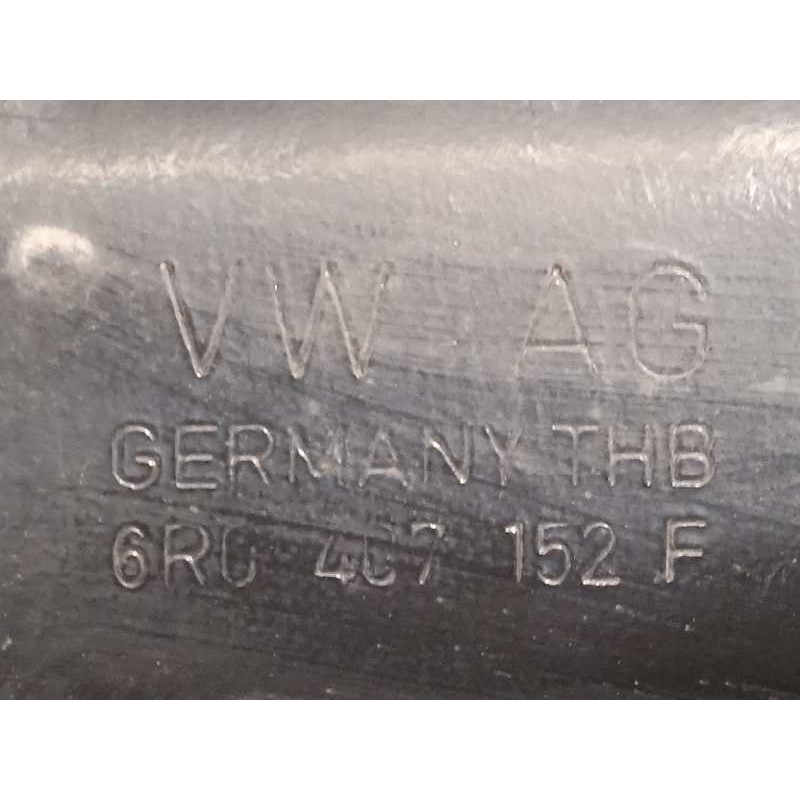 VW AG
GERMANY THB
6R0 407 152 F